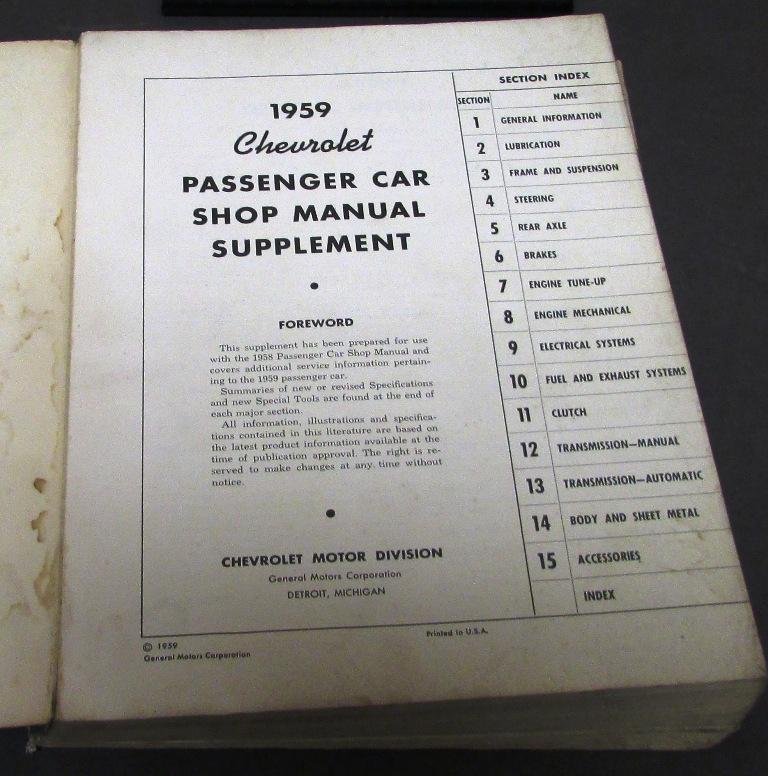 1959
Chevrolet
PASSENGER CAR
SHOP MANUAL
SUPPLEMENT
FOREWORD
This supplement has been prepared for use
with the 1958 Passenger Car Shop Manual and
covers additional service information pertain-
ing to the 1959 passenger car.
Summaries of new or revised Specifications
and new Special Tools are found at the end of
each major section.
All information, illustrations and specifica-
tions contained in this literature are based on
the latest product information available at the
time of publication approval. The right is re-
served to make changes at any time without
notice.
CHEVROLET MOTOR DIVISION
General Motors Corporation
DETROIT, MICHIGAN
SECTION INDEX
SECTION NAME
1 GENERAL INFORMATION
2 LUBRICATION
3 FRAME AND SUSPENSION
4 STEERING
5 REAR AXLE
6 BRAKES
7 ENGINE TUNE-UP
8 ENGINE MECHANICAL
9 ELECTRICAL SYSTEMS
10 FUEL AND EXHAUST SYSTEMS
11 CLUTCH
12 TRANSMISSION—MANUAL
13 TRANSMISSION—AUTOMATIC
14 BODY AND SHEET METAL
15 ACCESSORIES
INDEX
© 1959
General Motors Corporation
Printed in U.S.A.